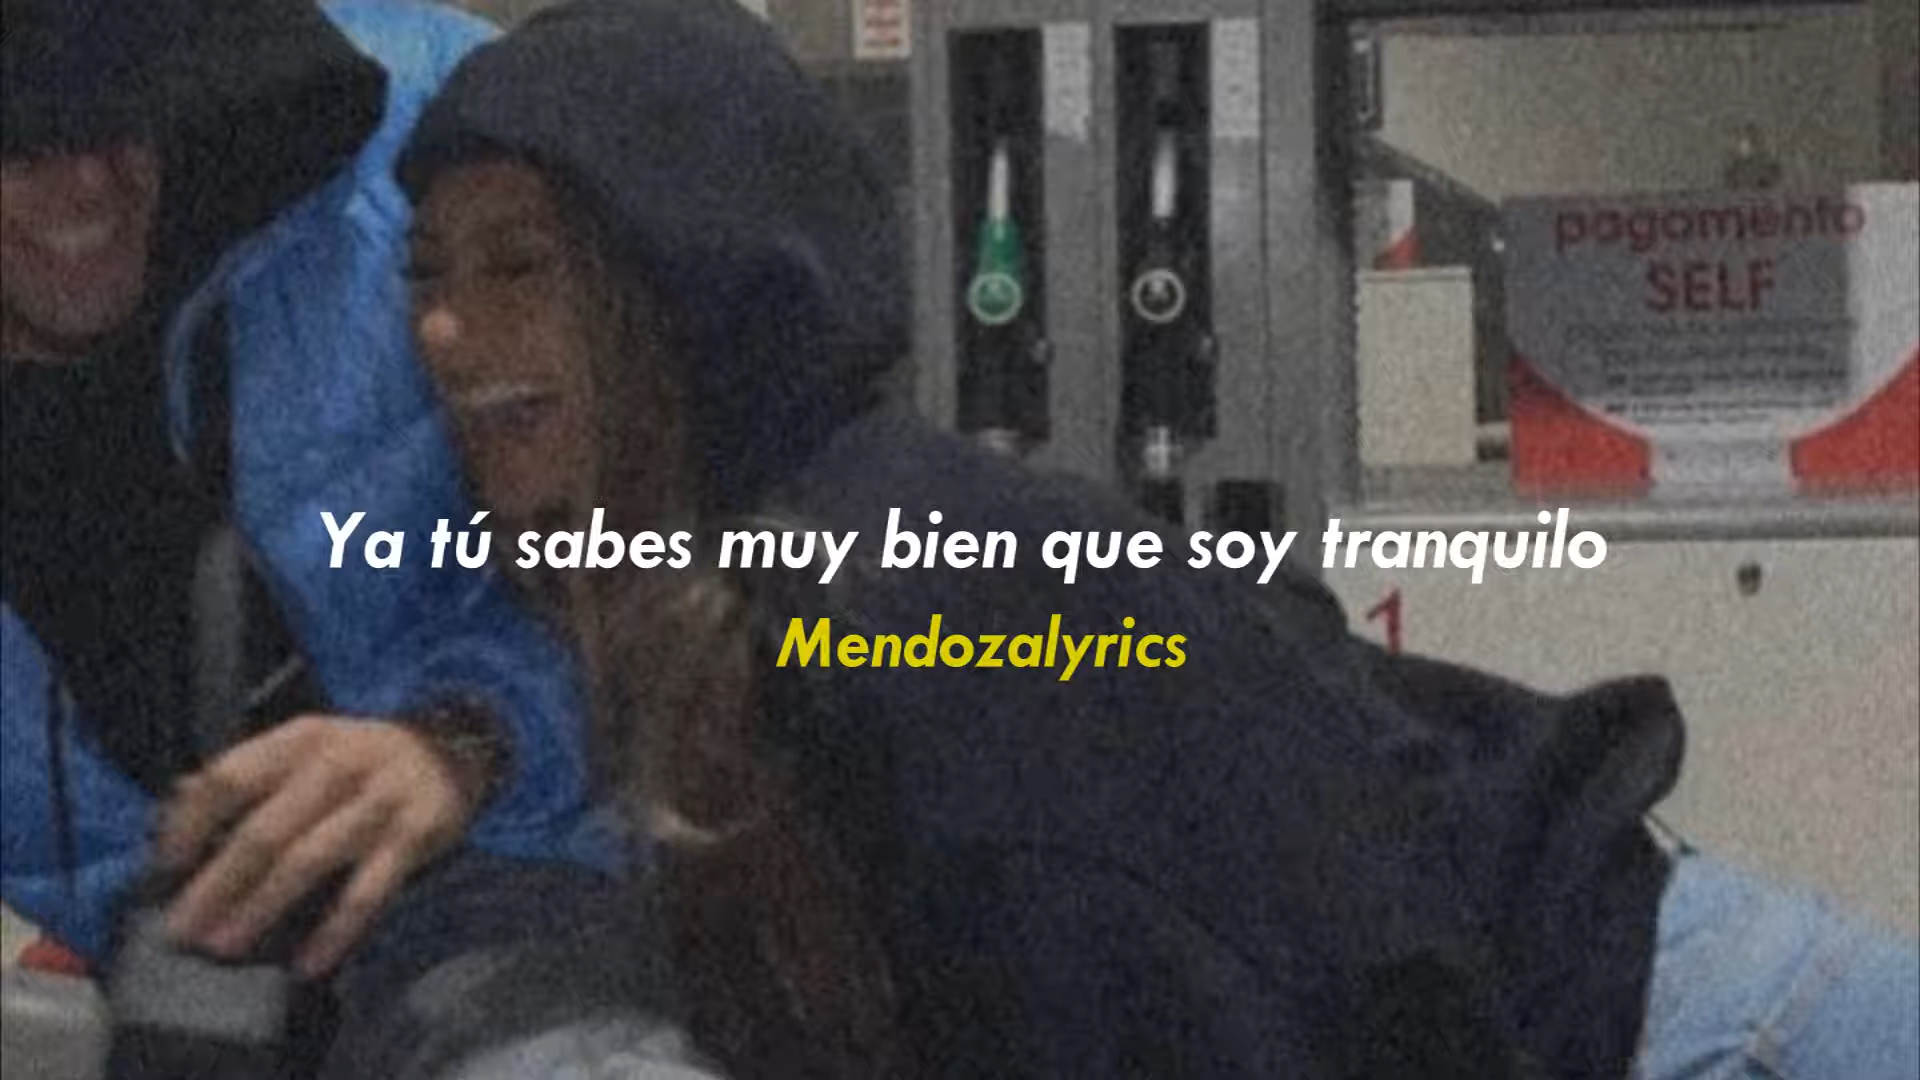 pagamento
SELF
Ya tú sabes muy bien que soy tranquilo
1
Mendozalyrics